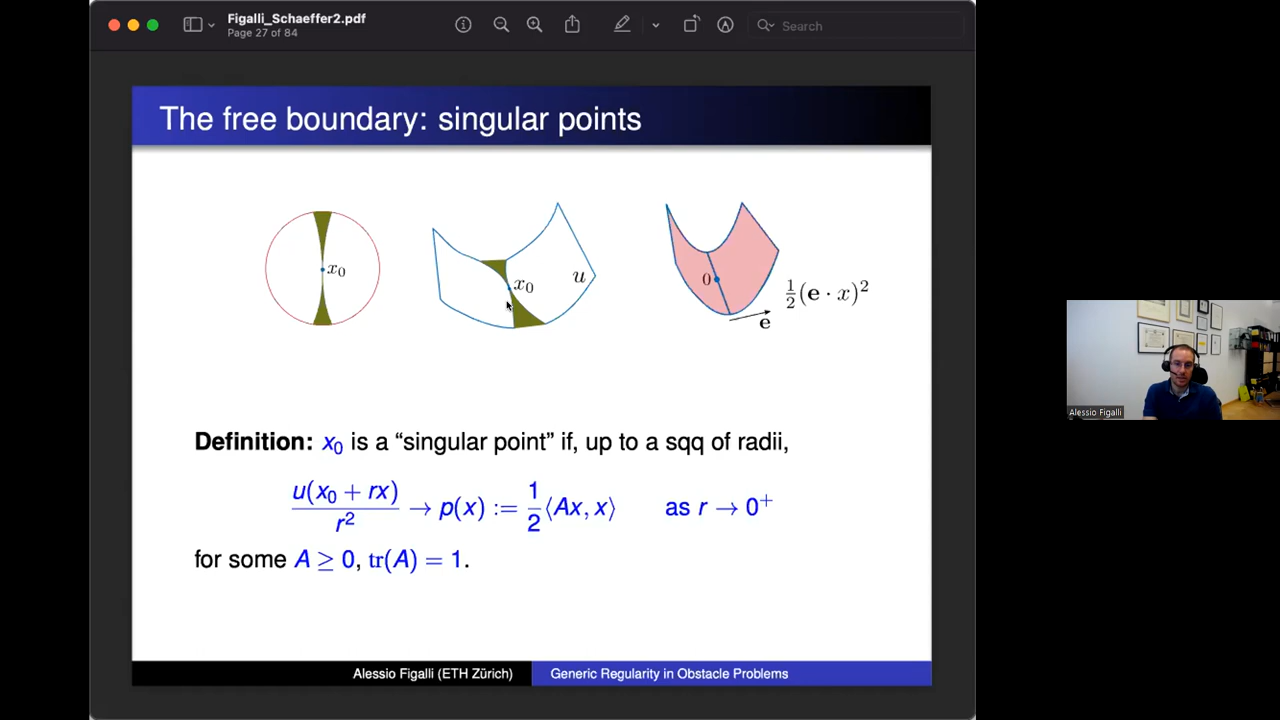 Figalli_Schaeffer2.pdf
Page 27 of 84
Search
The free boundary: singular points
x₀
x₀
u
0
½(e · x)²
e
Definition: x₀ is a “singular point” if, up to a sqq of radii,
u(x₀ + rx)/r² → p(x) := ½⟨Ax, x⟩ as r → 0⁺
for some A ≥ 0, tr(A) = 1.
Alessio Figalli (ETH Zürich)
Generic Regularity in Obstacle Problems
Alessio Figalli